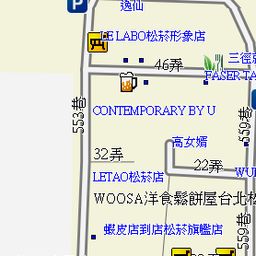 逸仙
P
LE LABO松菸形象店
三徑就
46弄
FASER TA
553巷
CONTEMPORARY BY U
559巷
高女婿
32弄
22弄
LETAO松菸店
WUL
WOOSA洋食鬆餅屋台北松
559巷
蝦皮店到店松菸旗艦店